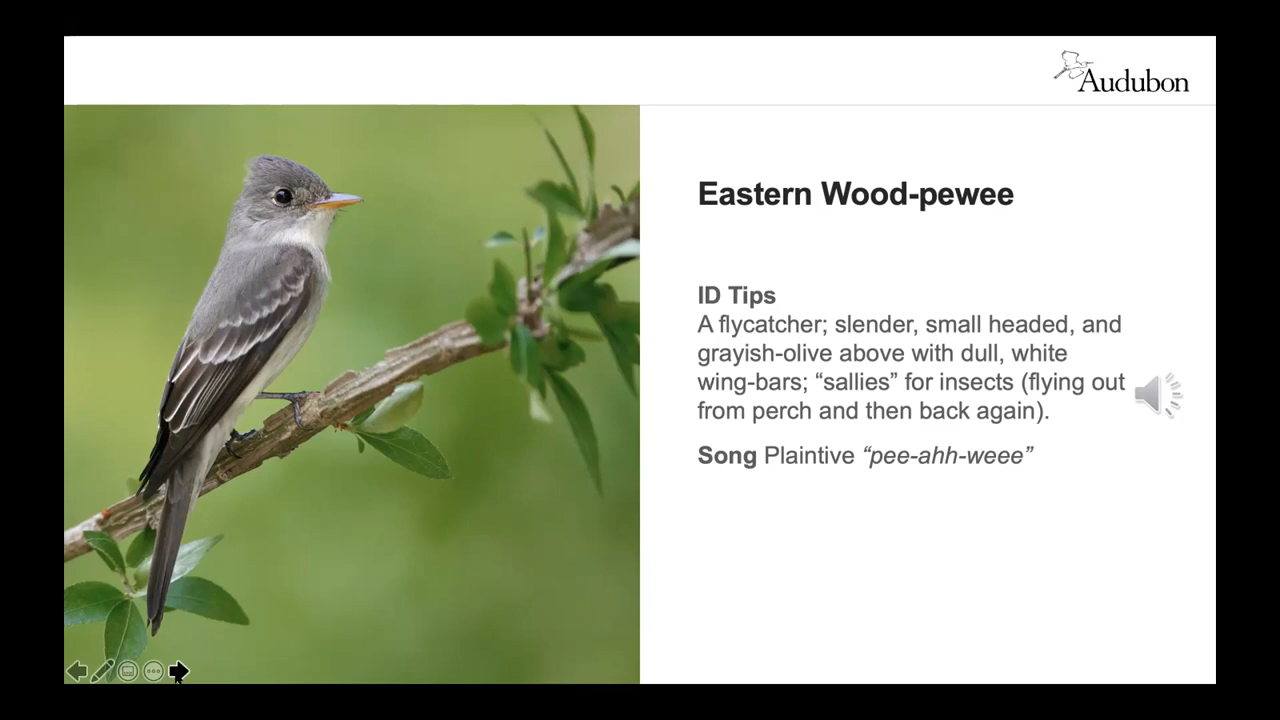 Audubon
Eastern Wood-pewee
ID Tips
A flycatcher; slender, small headed, and
grayish-olive above with dull, white
wing-bars; “sallies” for insects (flying out
from perch and then back again).
Song Plaintive “pee-ahh-weee”